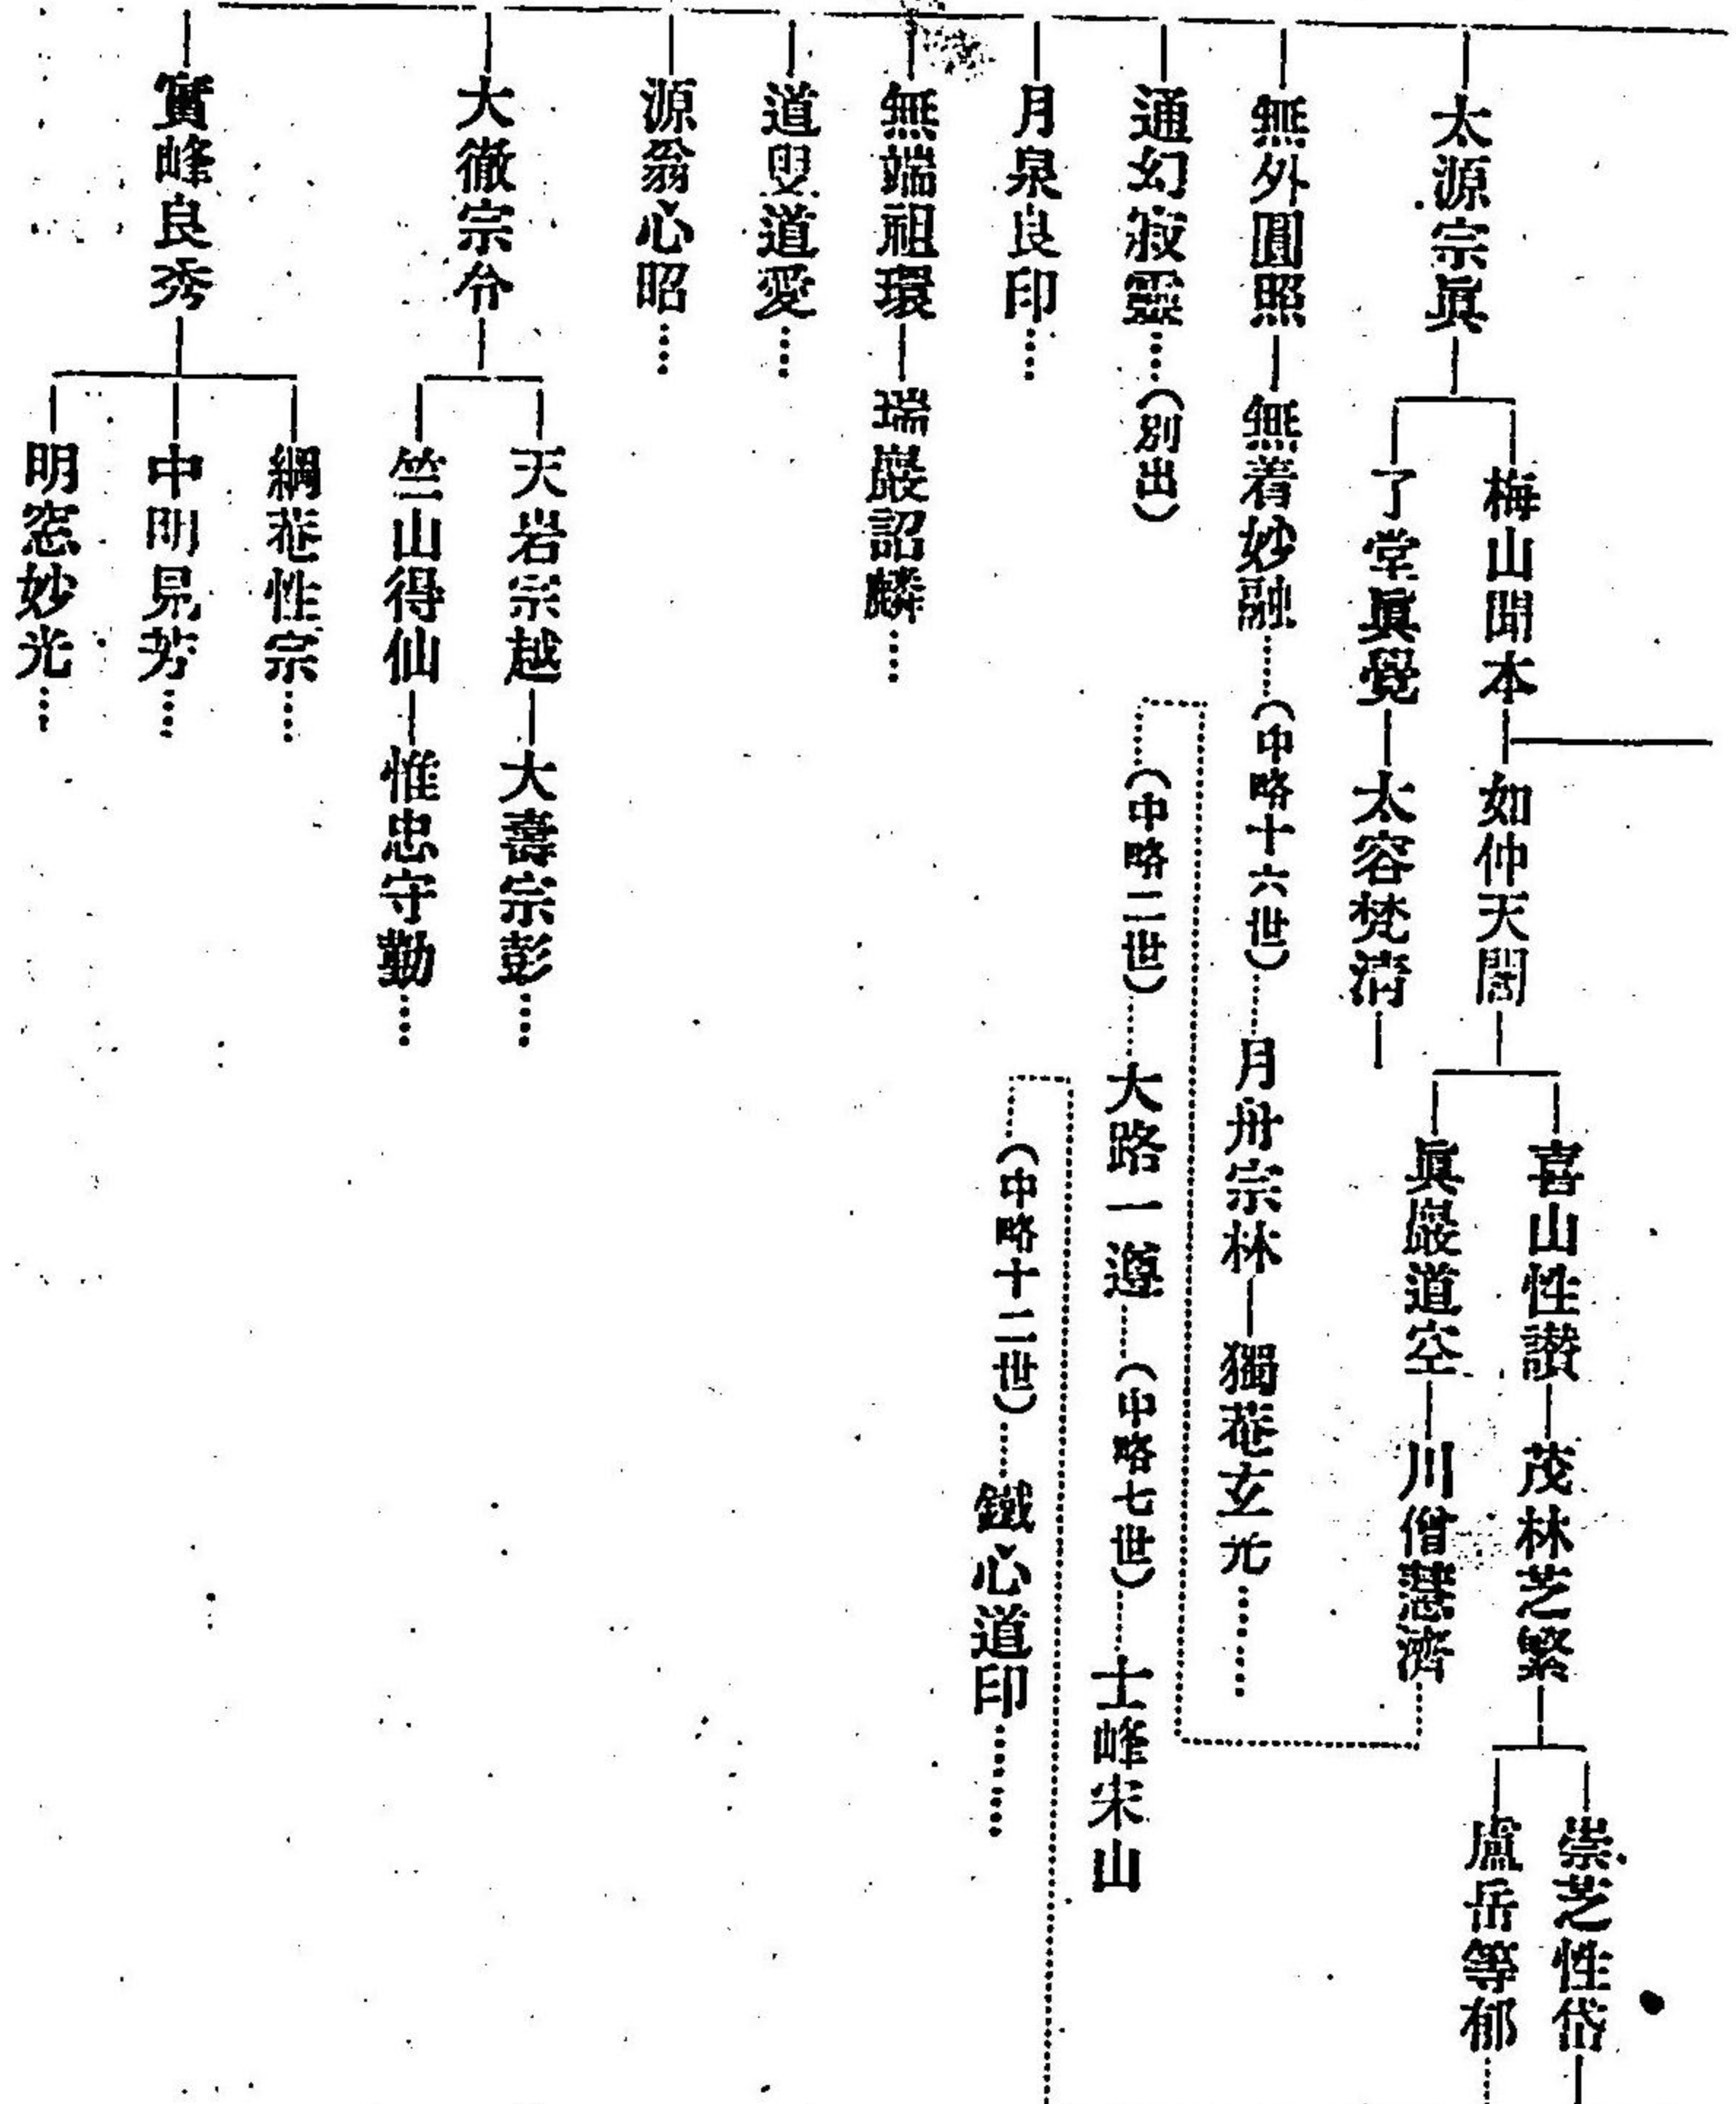 太源宗眞
梅山聞本
如仲天誾
喜山性讃
茂林芝繁
崇芝性岱
盧岳等郁
眞巖道空
川僧慧濟
(中略二世)
大路一遵
(中略七世)
士峰宋山
了堂眞覺
太容梵清
無外圓照
無着妙融
(中略十六世)
月舟宗林
獨菴玄光
通幻寂靈
(別出)
月泉良印
(中略十二世)
鐵心道印
無端祖環
瑞巖韶麟
道叟道愛
源翁心昭
大徹宗令
天岩宗越
大喜宗彭
竺山得仙
惟忠守勤
實峰良秀
綱菴性宗
中明見芳
明窓妙光